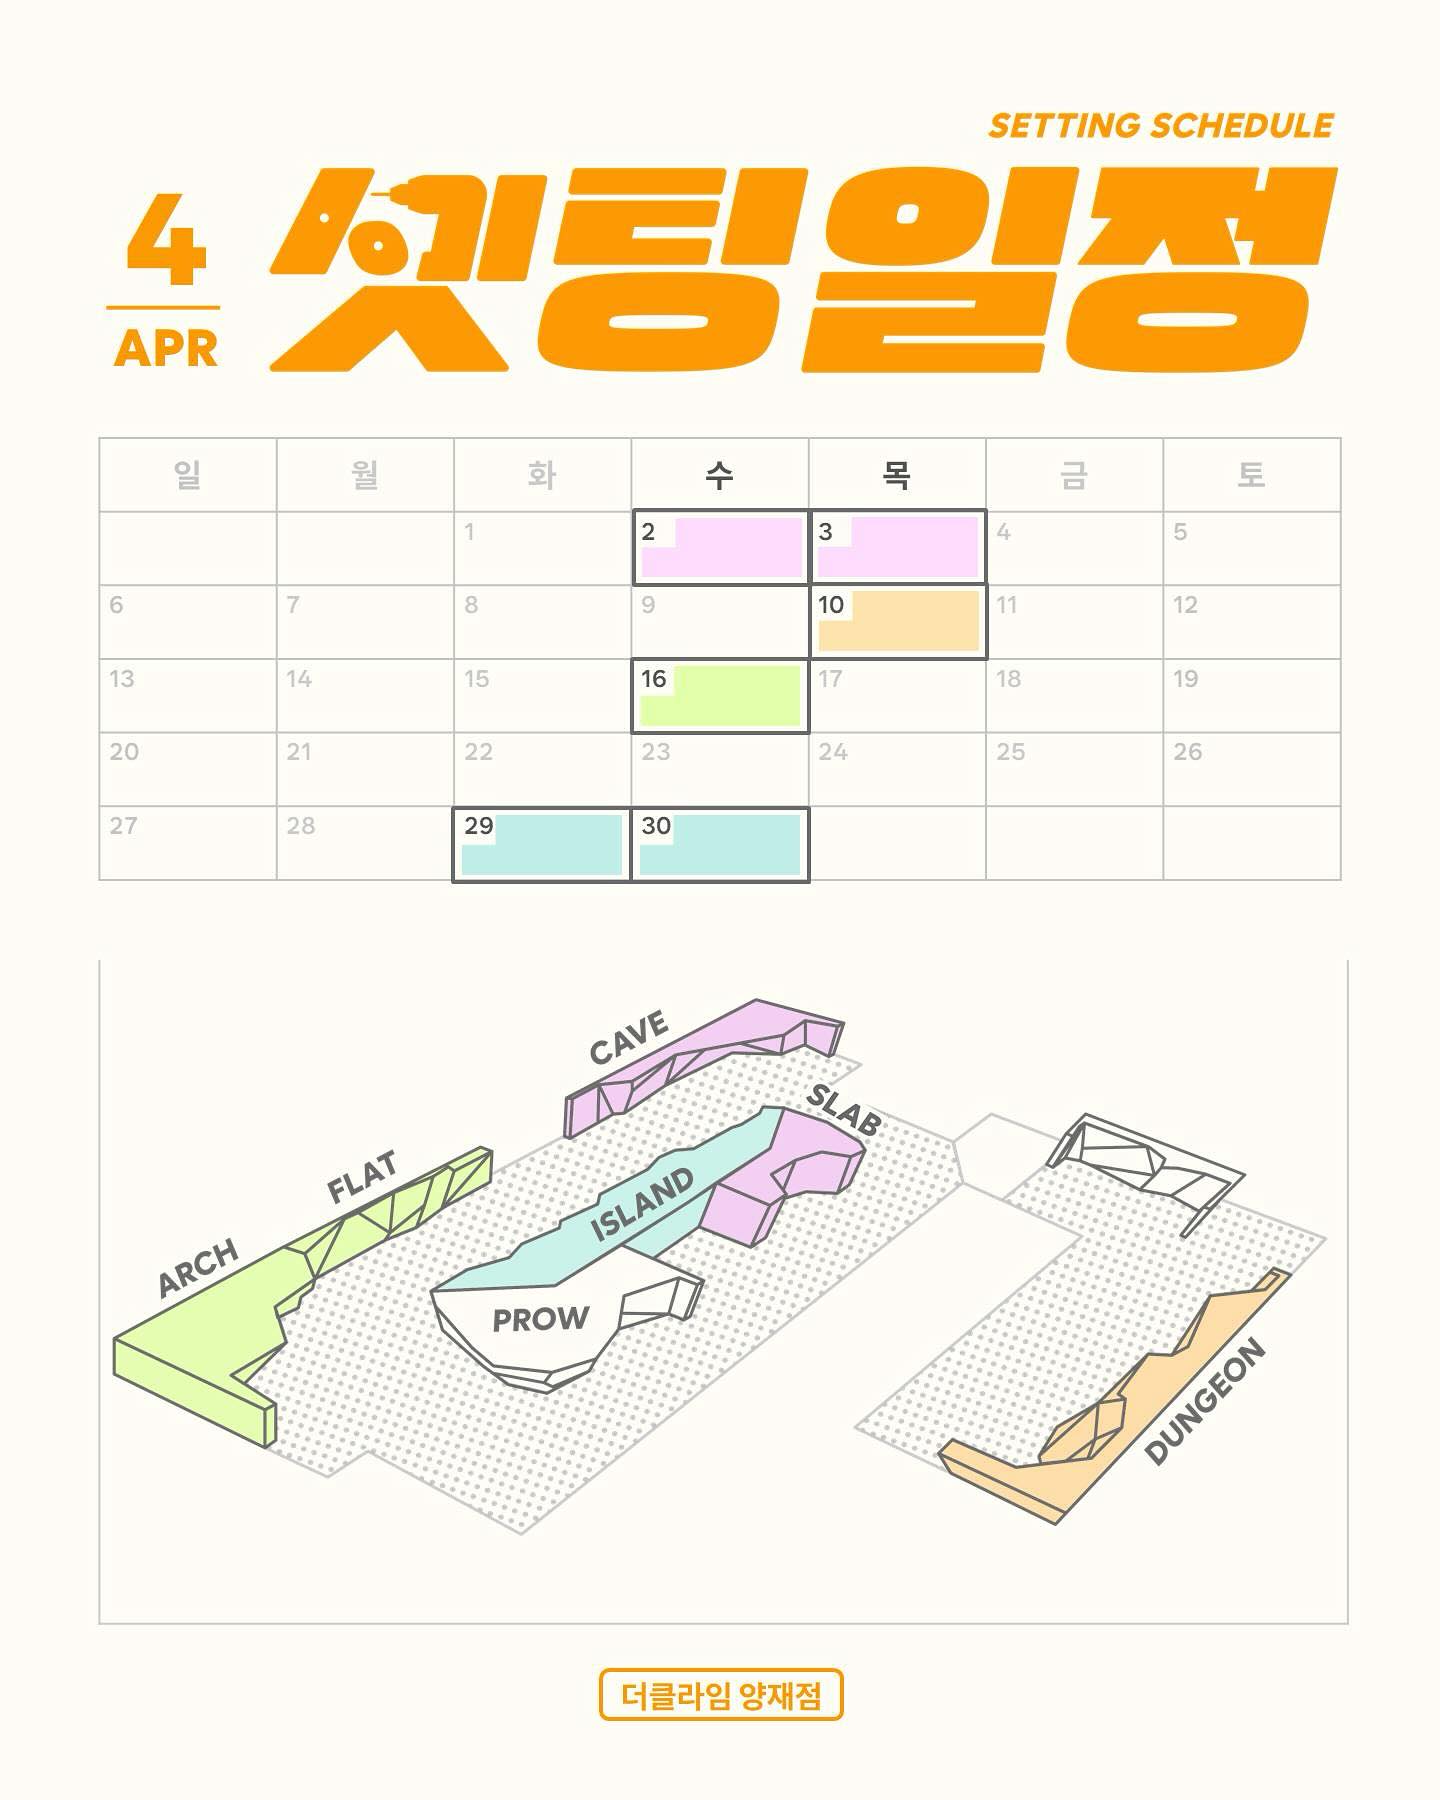 SETTING SCHEDULE
4
APR
셋팅일정
일 월 화 수 목 금 토
1 2 3 4 5
6 7 8 9 10 11 12
13 14 15 16 17 18 19
20 21 22 23 24 25 26
27 28 29 30
CAVE
SLAB
FLAT
ISLAND
ARCH
PROW
DUNGEON
더클라임 양재점